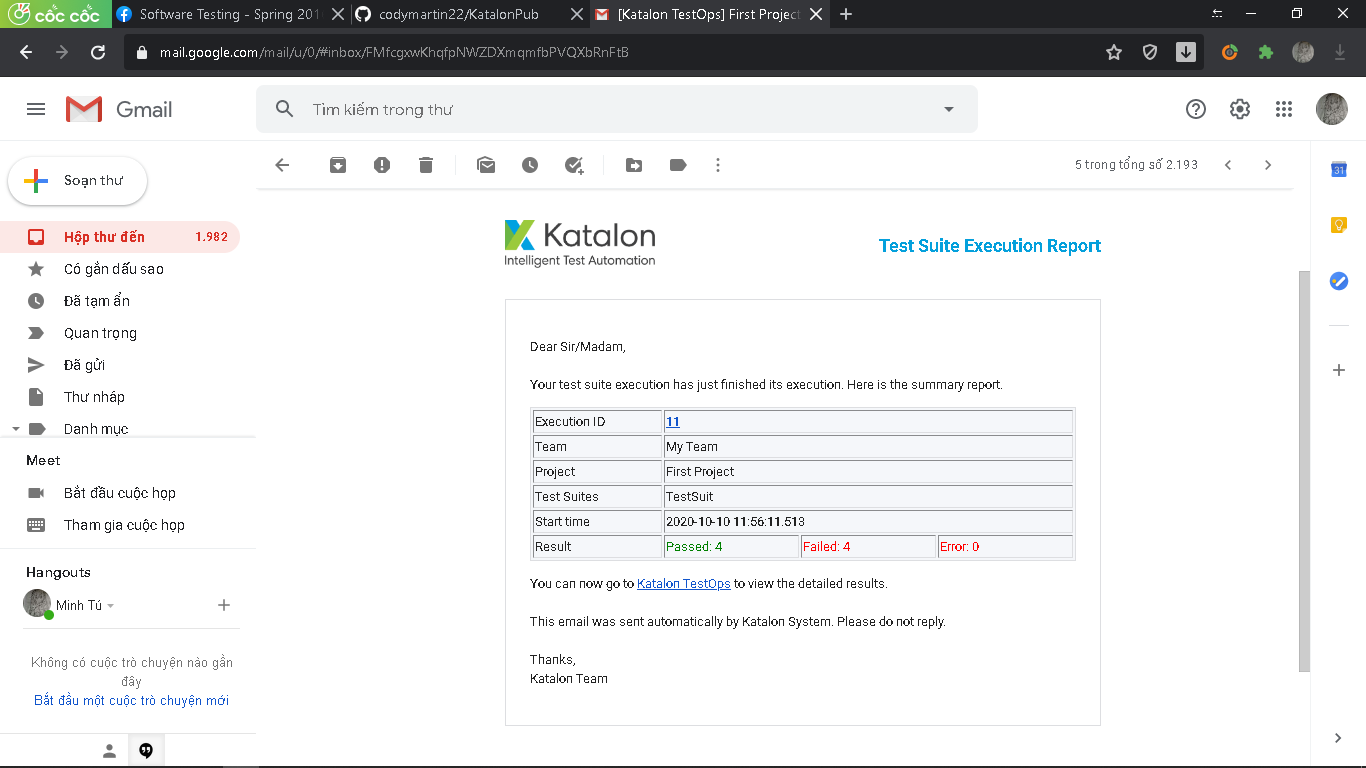 cốc cốc
Software Testing - Spring 201
codymartin22/KatalonPub
[Katalon TestOps] First Project
mail.google.com/mail/u/0/#inbox/FMfcgxwKhqfpNWZDXmqmfbPVQXbRnFtB
Gmail
Tìm kiếm trong thư
Soạn thư
5 trong tổng số 2.193
31
Hộp thư đến 1.982
Có gắn dấu sao
Đã tạm ẩn
Quan trọng
Đã gửi
Thư nháp
Danh mục
Meet
Bắt đầu cuộc họp
Tham gia cuộc họp
Hangouts
Minh Tú
Không có cuộc trò chuyện nào gần
đây
Bắt đầu một cuộc trò chuyện mới
Katalon
Intelligent Test Automation
Test Suite Execution Report
Dear Sir/Madam,
Your test suite execution has just finished its execution. Here is the summary report.
Execution ID 11
Team My Team
Project First Project
Test Suites TestSuit
Start time 2020-10-10 11:56:11.513
Result Passed: 4 Failed: 4 Error: 0
You can now go to Katalon TestOps to view the detailed results.
This email was sent automatically by Katalon System. Please do not reply.
Thanks,
Katalon Team